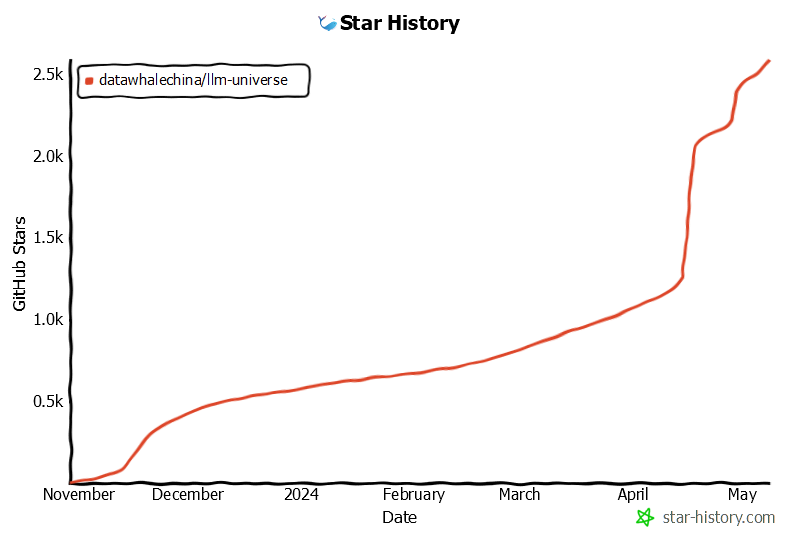 Star History
datawhalechina/llm-universe
2.5k
2.0k
1.5k
1.0k
0.5k
GitHub Stars
November December 2024 February March April May
Date
star-history.com